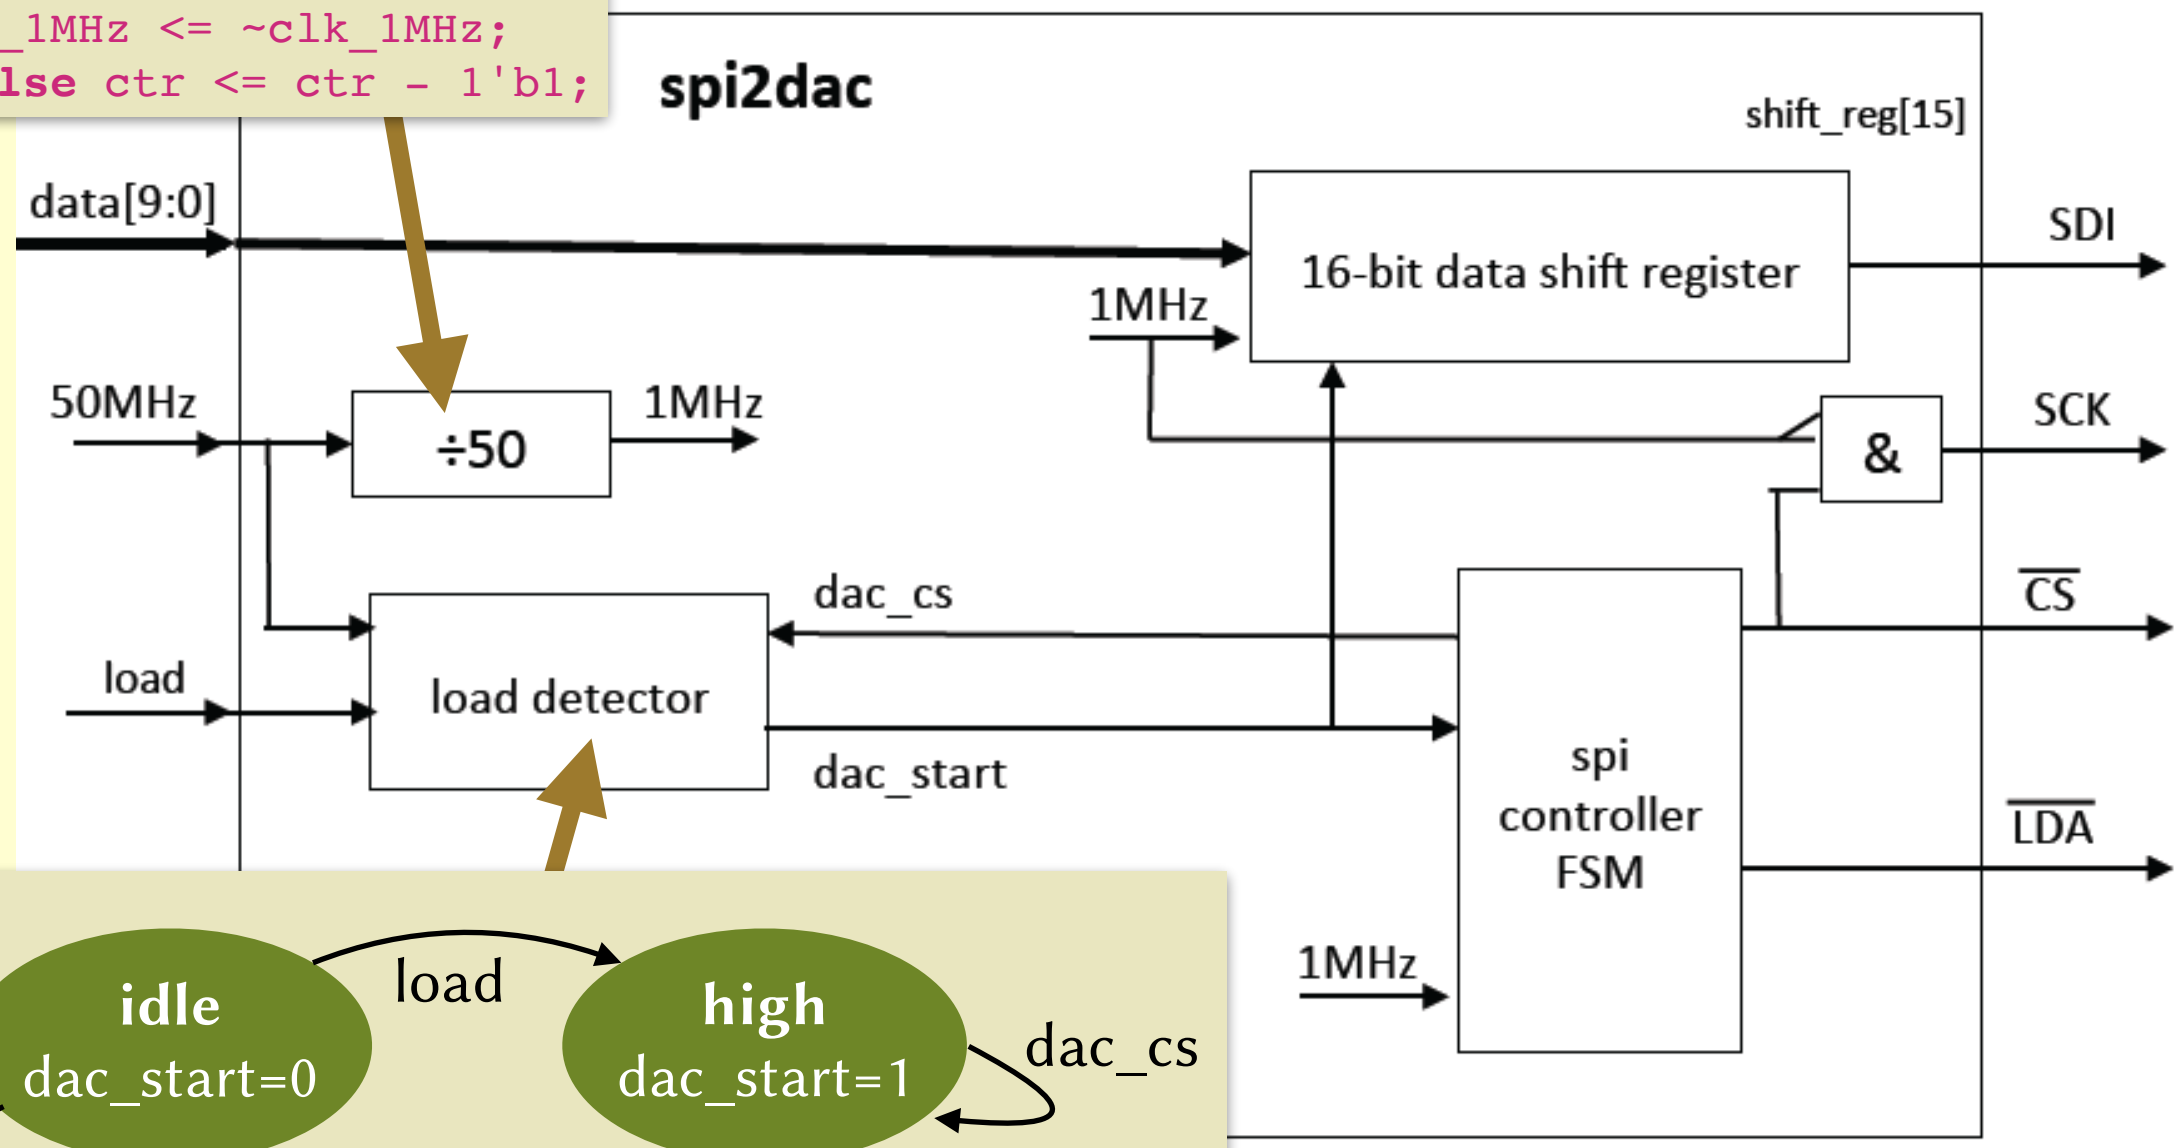 _1MHz <= ~clk_1MHz;
lse ctr <= ctr - 1'b1;
spi2dac
shift_reg[15]
data[9:0]
16-bit data shift register
SDI
1MHz
50MHz
÷50
1MHz
&
SCK
dac_cs
CS
load
load detector
dac_start
spi
controller
FSM
LDA
1MHz
idle
dac_start=0
load
high
dac_start=1
dac_cs